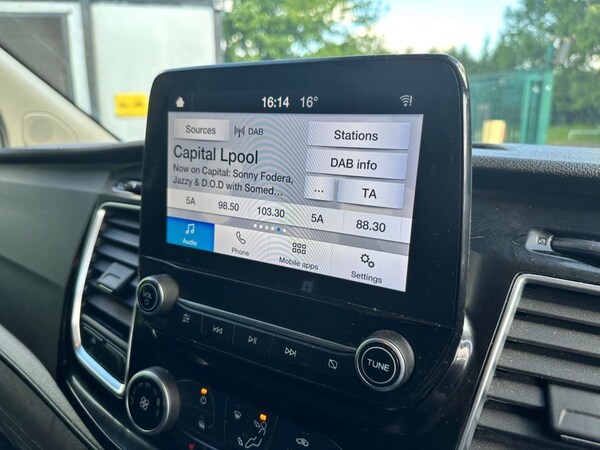 16:14 16°
Sources DAB Stations
Capital Lpool
DAB info
Now on Capital: Sonny Fodera,
Jazzy & D.O.D with Somed...
... TA
5A 98.50 103.30 5A 88.30
Audio Phone Mobile apps Settings
VOL
TUNE